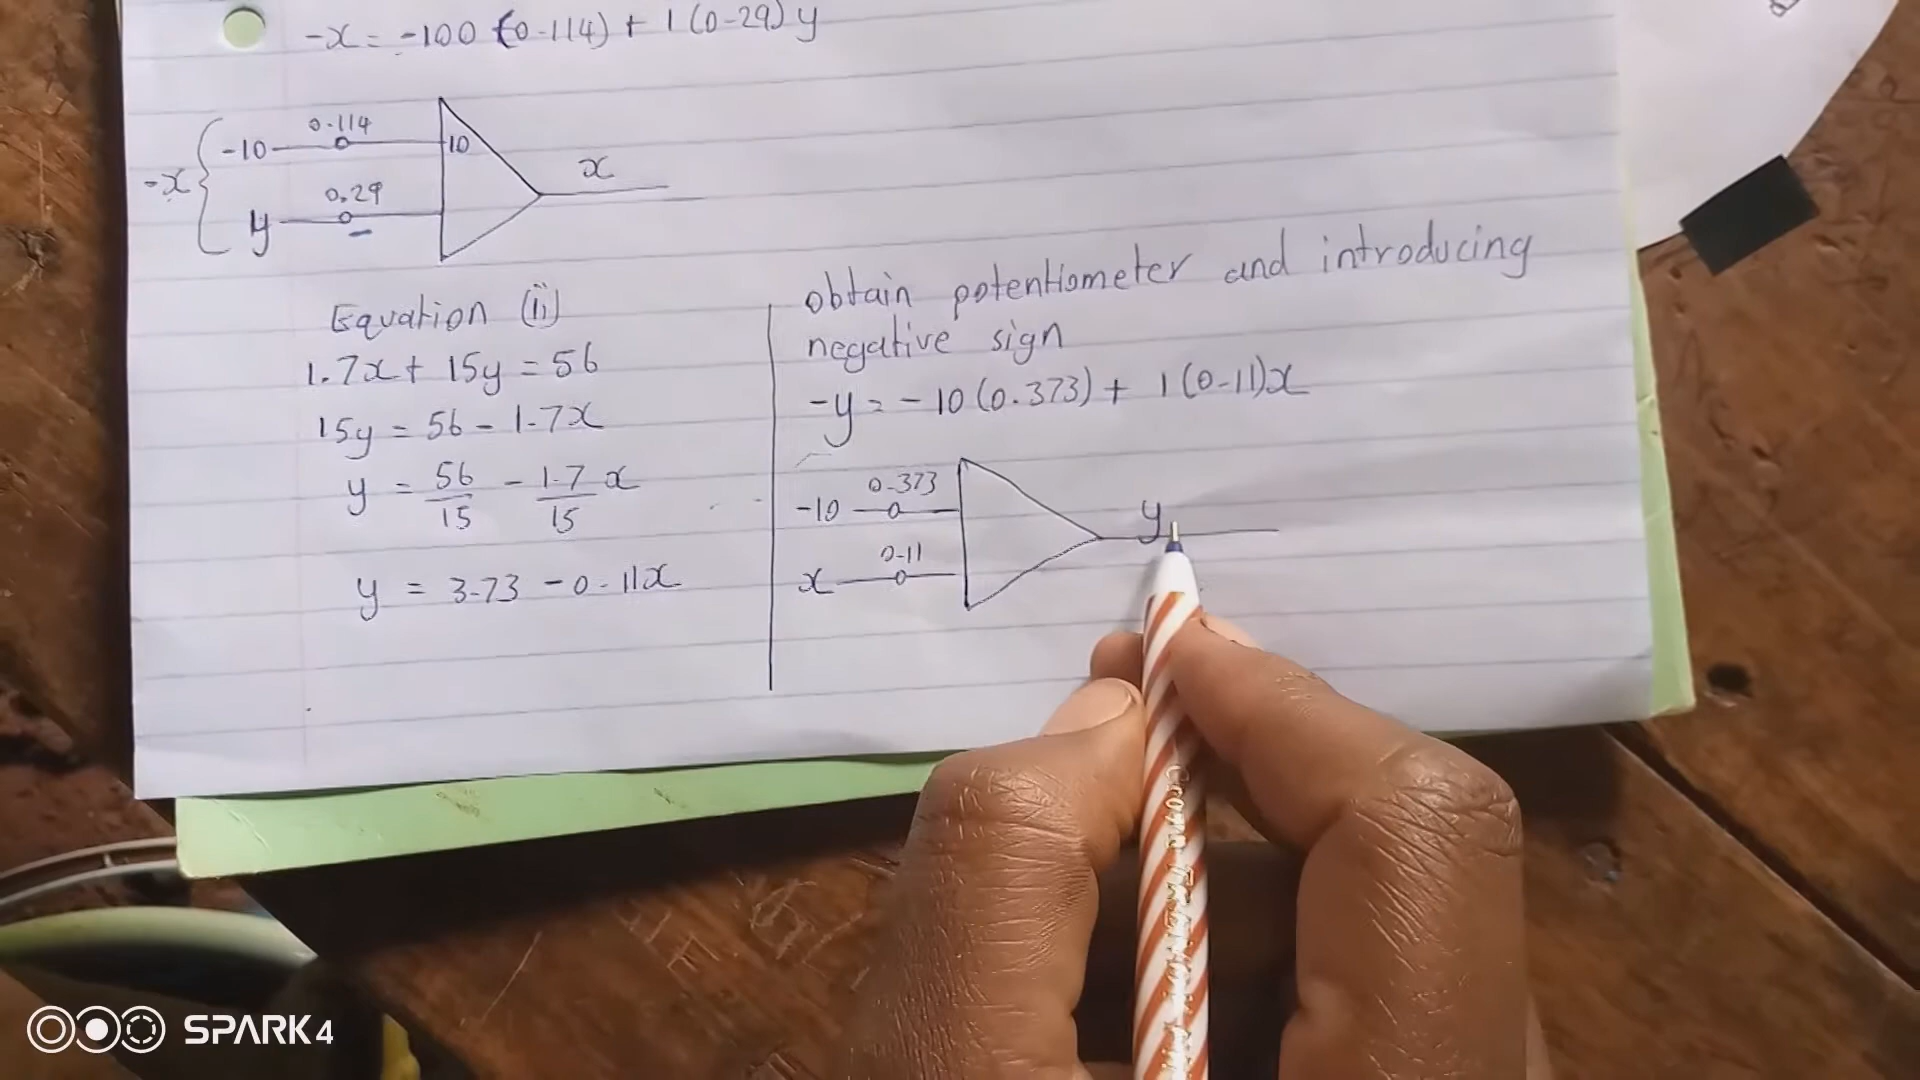 -x = -100 (0.114) + 1 (0.29) y
0.114
-10
10
-x
x
0.29
y
Equation (ii)
1.7x + 15y = 56
15y = 56 - 1.7x
y = 56/15 - 1.7/15 x
y = 3.73 - 0.11x
obtain potentiometer and introducing
negative sign
-y = -10 (0.373) + 1 (0.11)x
0.373
-10
y
0.11
x
SPARK 4